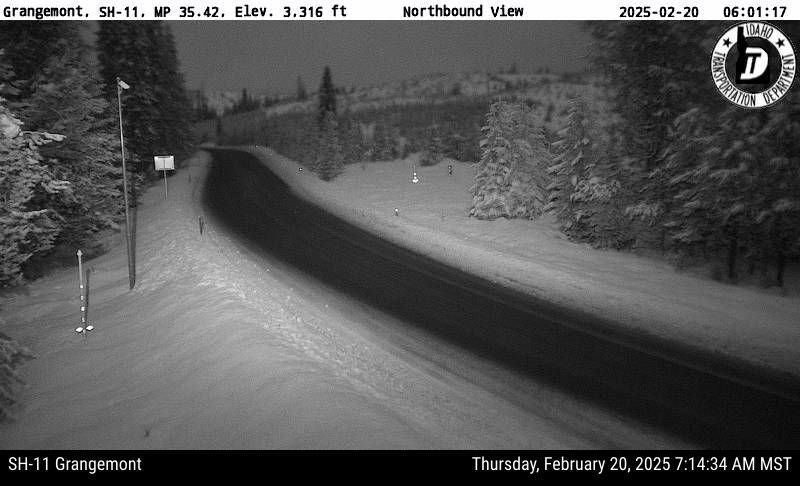 Grangemont, SH-11, MP 35.42, Elev. 3,316 ft Northbound View 2025-02-20 06:01:17
IDAHO
TRANSPORTATION DEPARTMENT
SH-11 Grangemont Thursday, February 20, 2025 7:14:34 AM MST